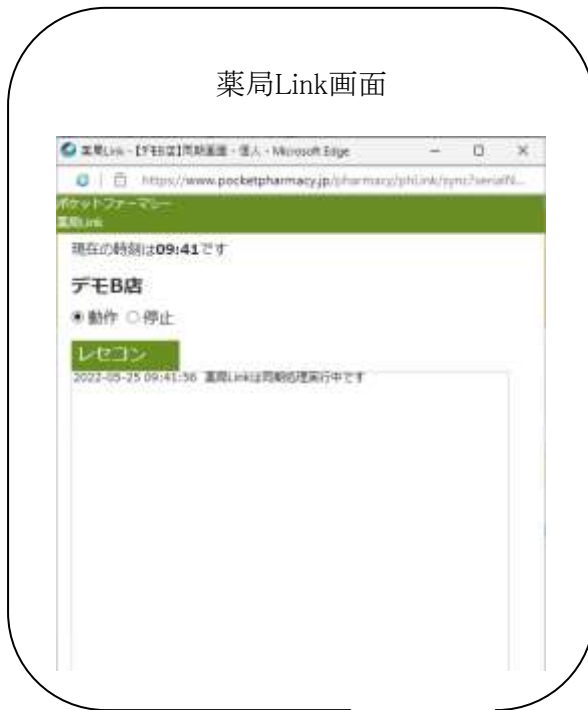 薬局Link画面
薬局Link - 【デモB店】同期画面 - 個人 - Microsoft Edge
https://www.pocketpharmacy.jp/pharmacy/phLink/sync?serialN...
ポケットファーマシー
薬局Link
現在の時刻は09:41です
デモB店
動作 停止
レセコン
2022-05-25 09:41:36 薬局Linkは同期処理実行中です